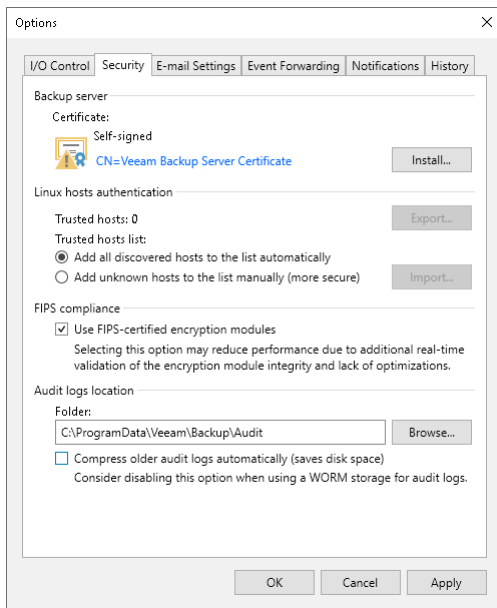 Options
I/O Control Security E-mail Settings Event Forwarding Notifications History
Backup server
Certificate:
Self-signed
CN=Veeam Backup Server Certificate
Install...
Linux hosts authentication
Trusted hosts: 0
Export...
Trusted hosts list:
Add all discovered hosts to the list automatically
Add unknown hosts to the list manually (more secure)
Import...
FIPS compliance
Use FIPS-certified encryption modules
Selecting this option may reduce performance due to additional real-time
validation of the encryption module integrity and lack of optimizations.
Audit logs location
Folder:
C:\ProgramData\Veeam\Backup\Audit
Browse...
Compress older audit logs automatically (saves disk space)
Consider disabling this option when using a WORM storage for audit logs.
OK Cancel Apply